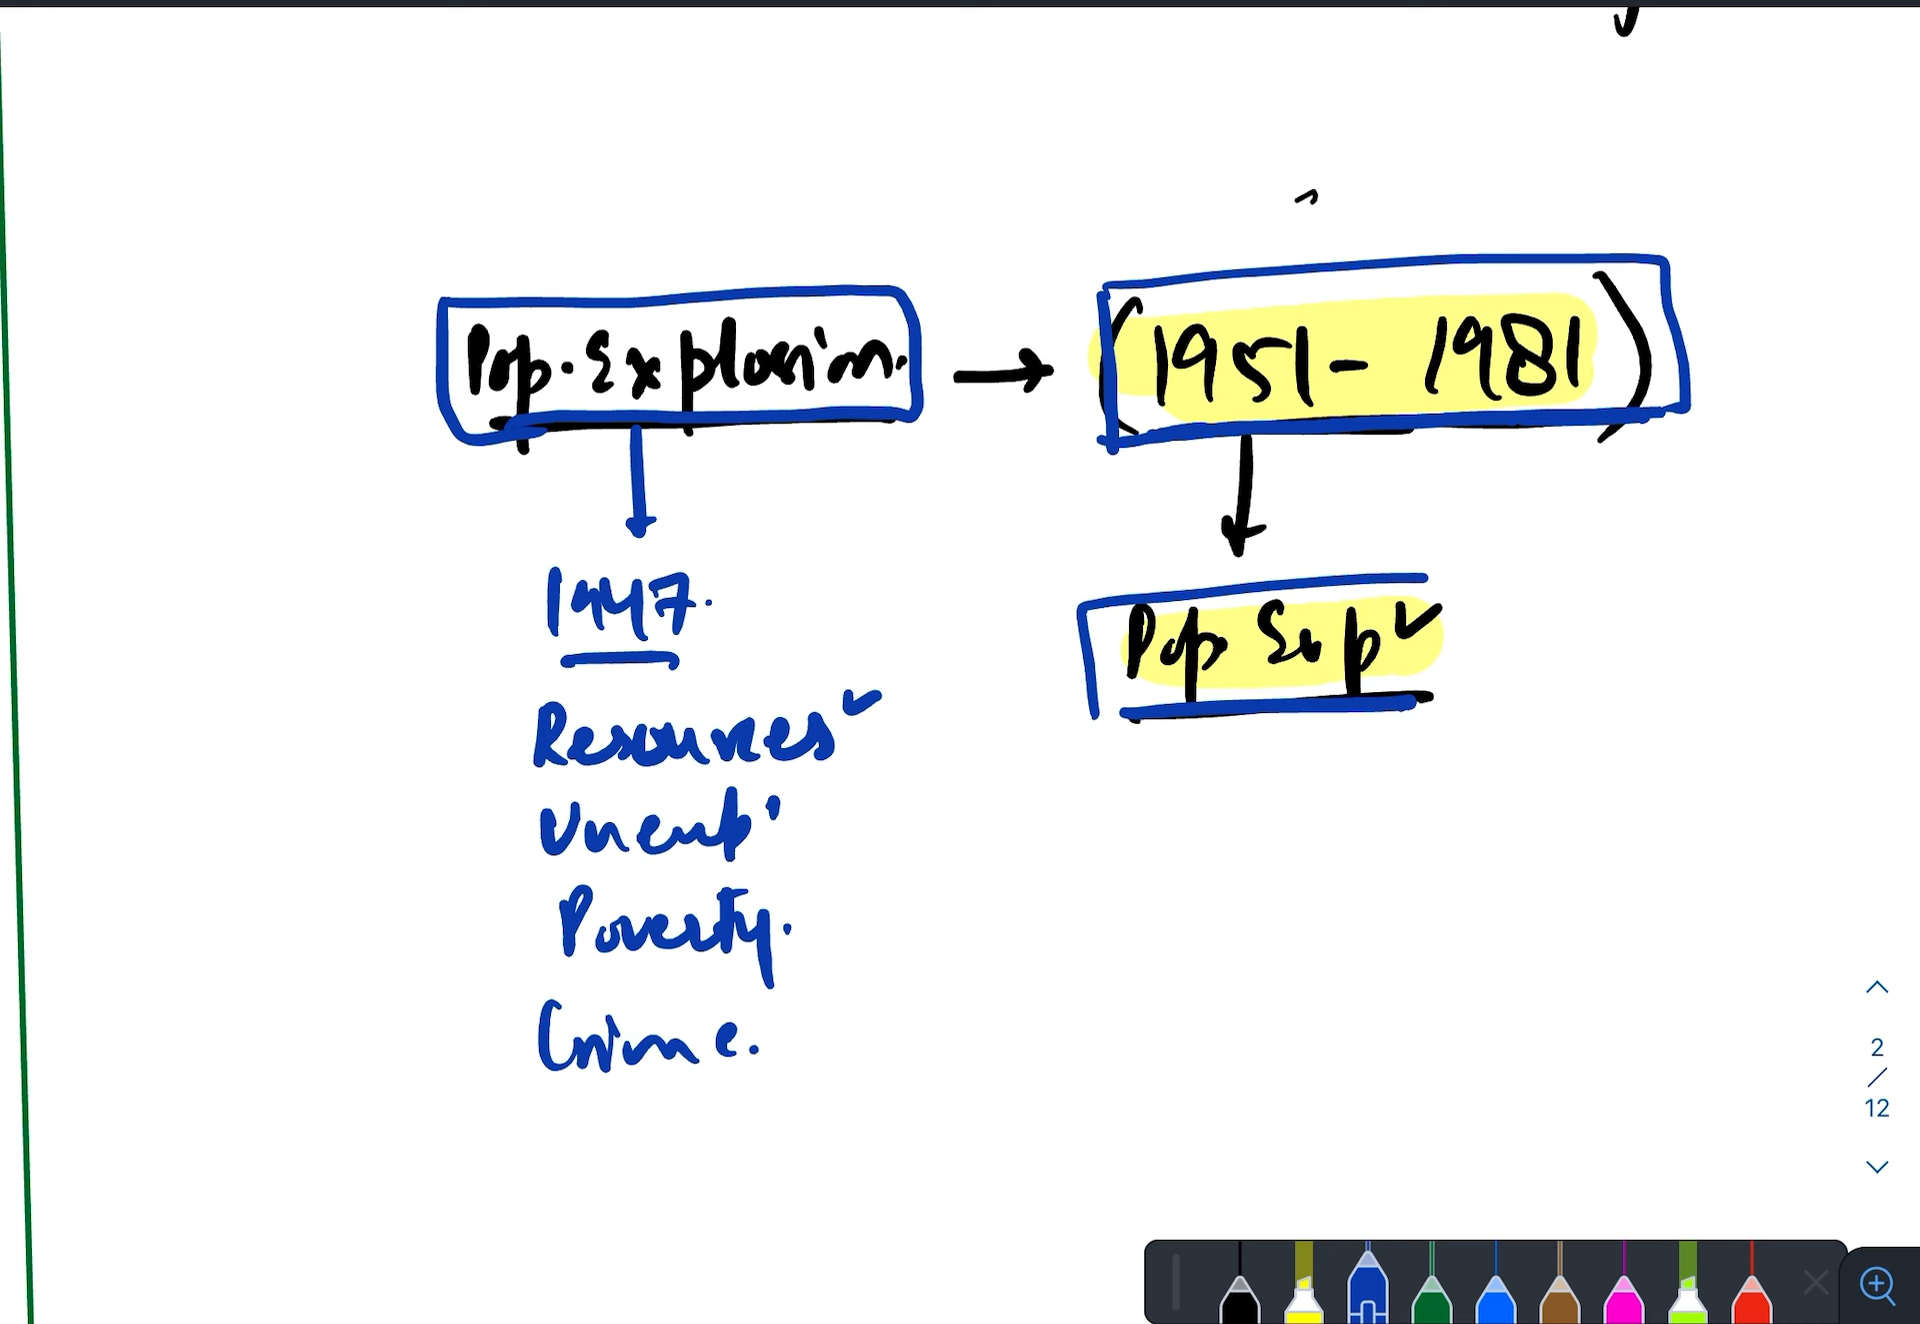 Pop. Explosion. → (1951 - 1981)
1947.
Pop Exp ✓
Resources ✓
Unemp.
Poverty.
Crime.
2
/
12